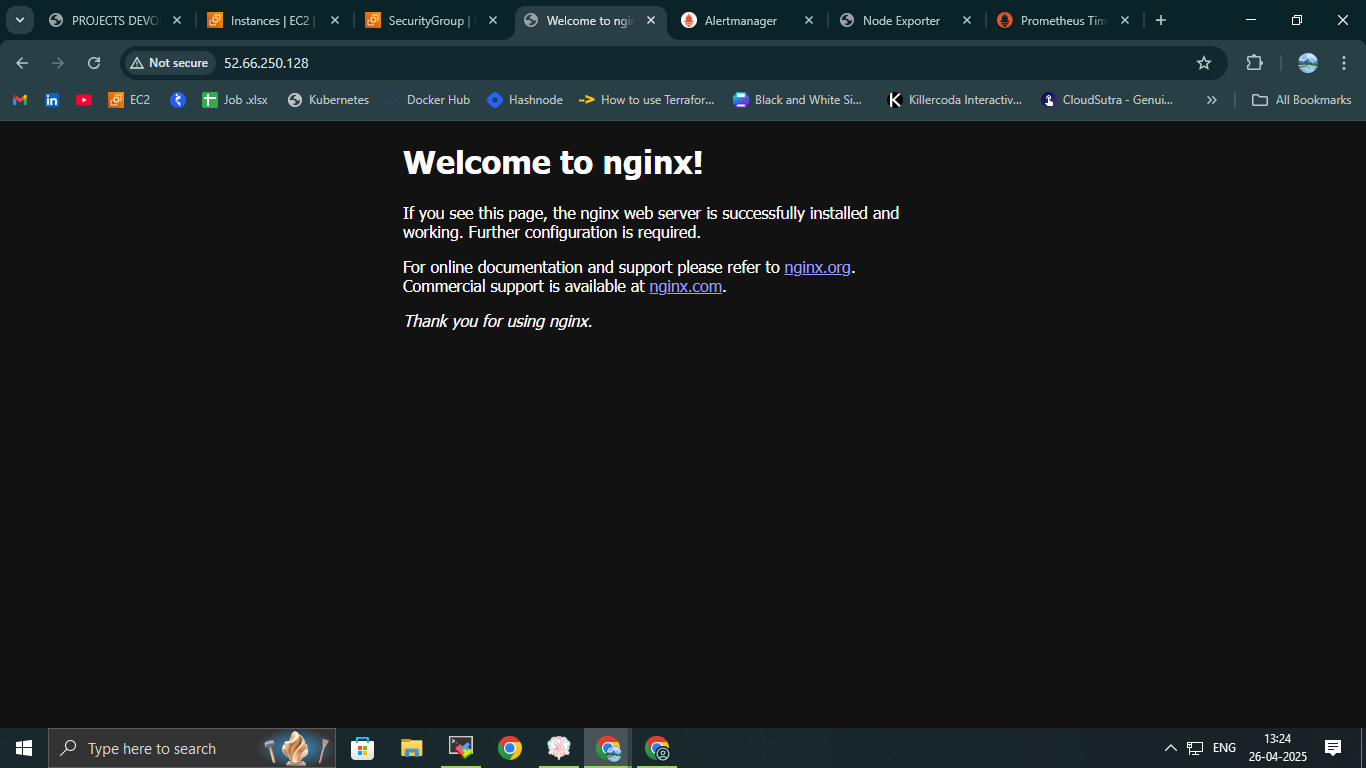 PROJECTS DEVO
Instances | EC2 |
SecurityGroup |
Welcome to ngin
Alertmanager
Node Exporter
Prometheus Tim
Not secure
52.66.250.128
EC2
Job .xlsx
Kubernetes
Docker Hub
Hashnode
How to use Terrafor...
Black and White Si...
Killercoda Interactiv...
CloudSutra - Genui...
All Bookmarks
Welcome to nginx!
If you see this page, the nginx web server is successfully installed and
working. Further configuration is required.
For online documentation and support please refer to nginx.org.
Commercial support is available at nginx.com.
Thank you for using nginx.
Type here to search
ENG
13:24
26-04-2025